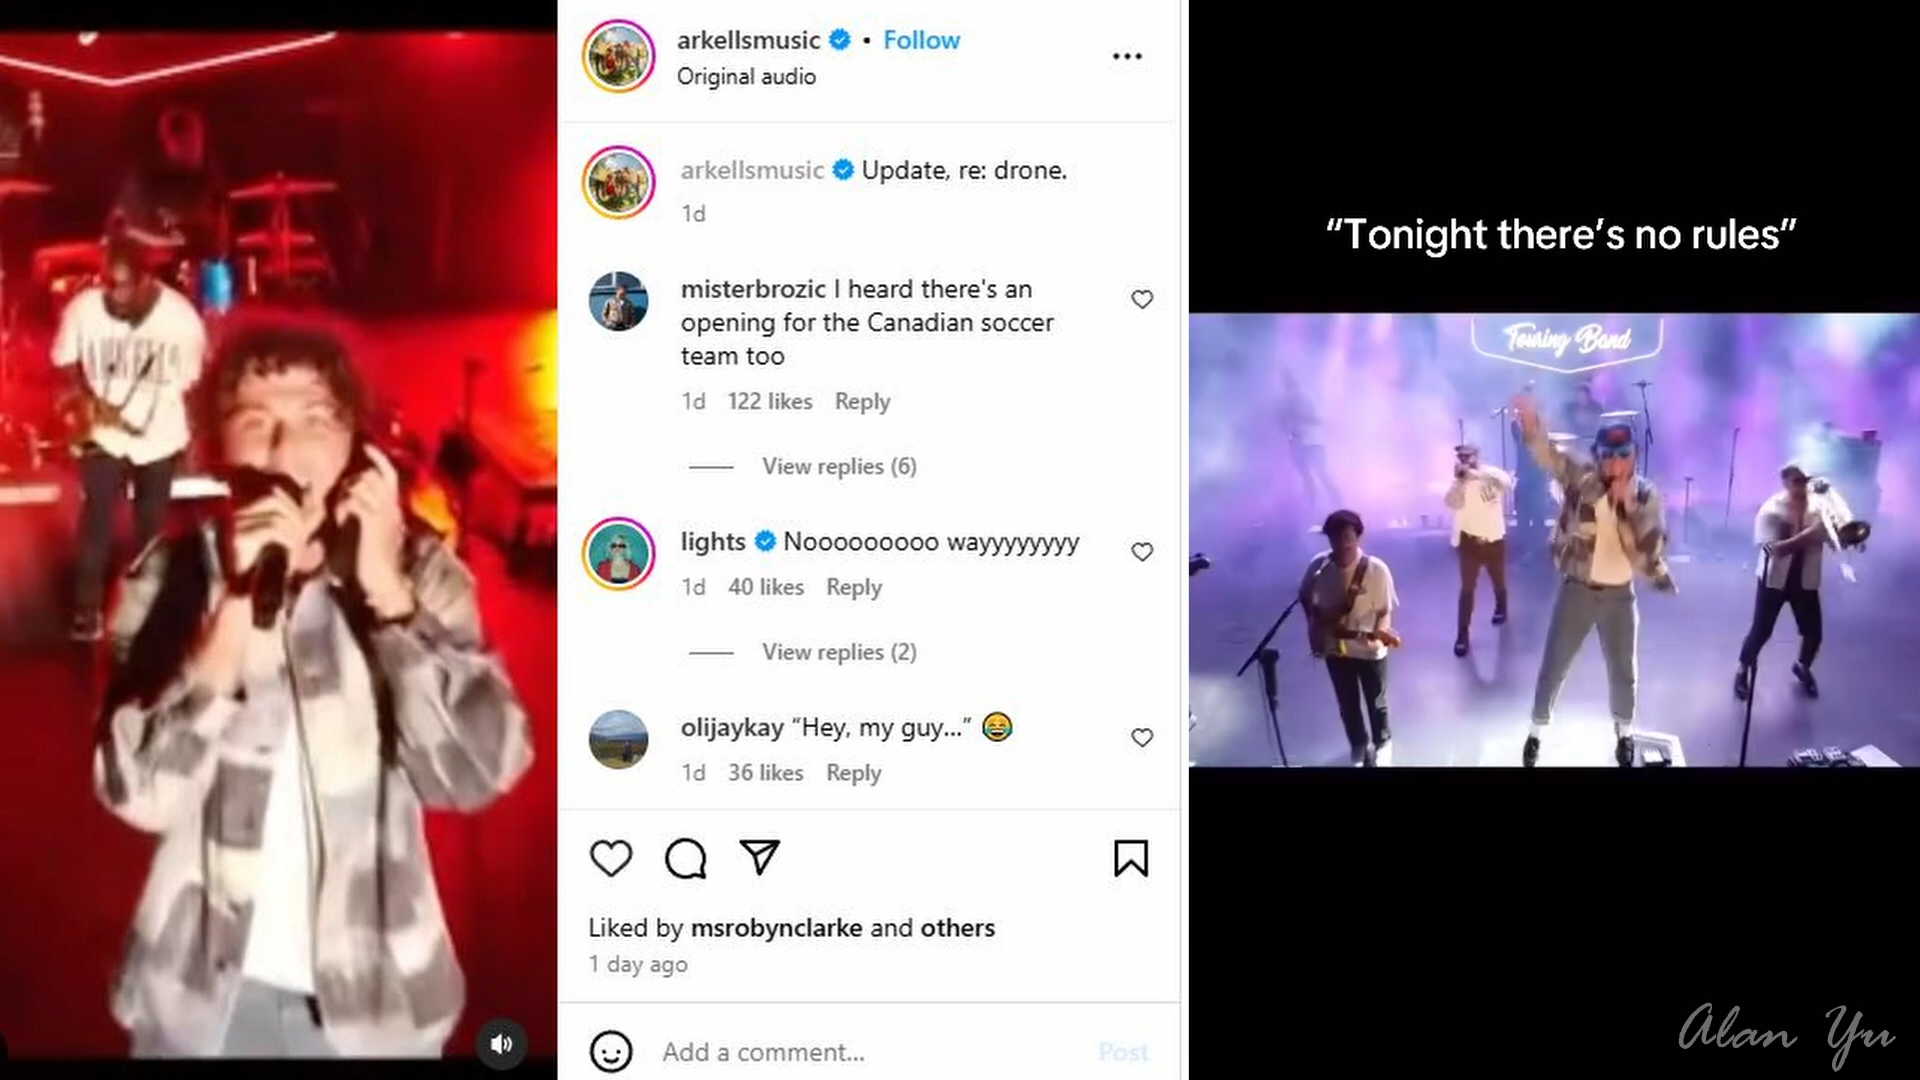 arkellsmusic • Follow
Original audio
arkellsmusic Update, re: drone.
1d
misterbrozic I heard there's an
opening for the Canadian soccer
team too
1d 122 likes Reply
View replies (6)
lights Nooooooooo wayyyyyyyy
1d 40 likes Reply
View replies (2)
olijaykay “Hey, my guy...” 😂
1d 36 likes Reply
Liked by msrobynclarke and others
1 day ago
Add a comment...
Post
“Tonight there’s no rules”
Touring Band
Alan Yu